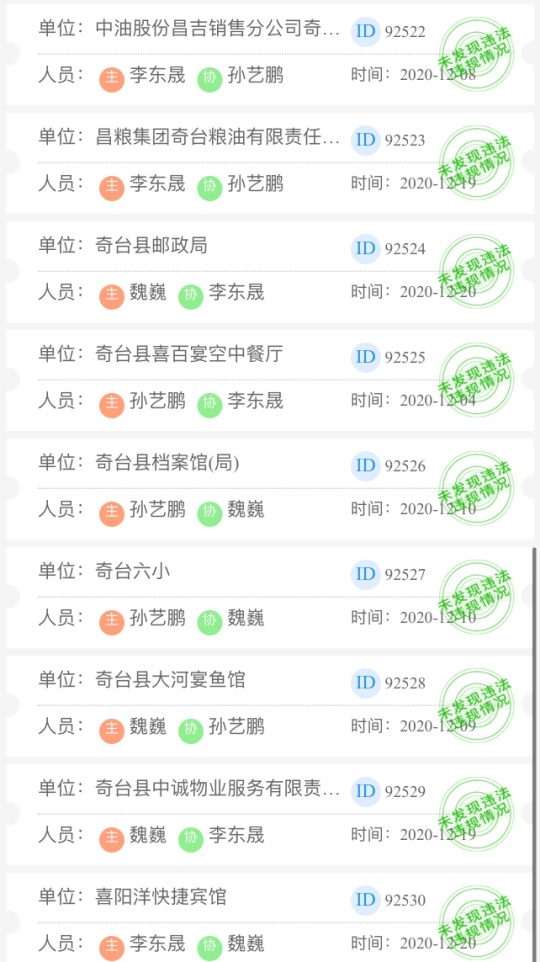 单位：中油股份昌吉销售分公司奇… ID 92522
未发现违法
违规情况
人员：主 李东晟 协 孙艺鹏 时间：2020-12-08
单位：昌粮集团奇台粮油有限责任… ID 92523
未发现违法
违规情况
人员：主 李东晟 协 孙艺鹏 时间：2020-12-19
单位：奇台县邮政局 ID 92524
未发现违法
违规情况
人员：主 魏巍 协 李东晟 时间：2020-12-20
单位：奇台县喜百宴空中餐厅 ID 92525
未发现违法
违规情况
人员：主 孙艺鹏 协 李东晟 时间：2020-12-04
单位：奇台县档案馆(局) ID 92526
未发现违法
违规情况
人员：主 孙艺鹏 协 魏巍 时间：2020-12-10
单位：奇台六小 ID 92527
未发现违法
违规情况
人员：主 孙艺鹏 协 魏巍 时间：2020-12-10
单位：奇台县大河宴鱼馆 ID 92528
未发现违法
违规情况
人员：主 魏巍 协 孙艺鹏 时间：2020-12-09
单位：奇台县中诚物业服务有限责… ID 92529
未发现违法
违规情况
人员：主 魏巍 协 李东晟 时间：2020-12-19
单位：喜阳洋快捷宾馆 ID 92530
未发现违法
违规情况
人员：主 李东晟 协 魏巍 时间：2020-12-20